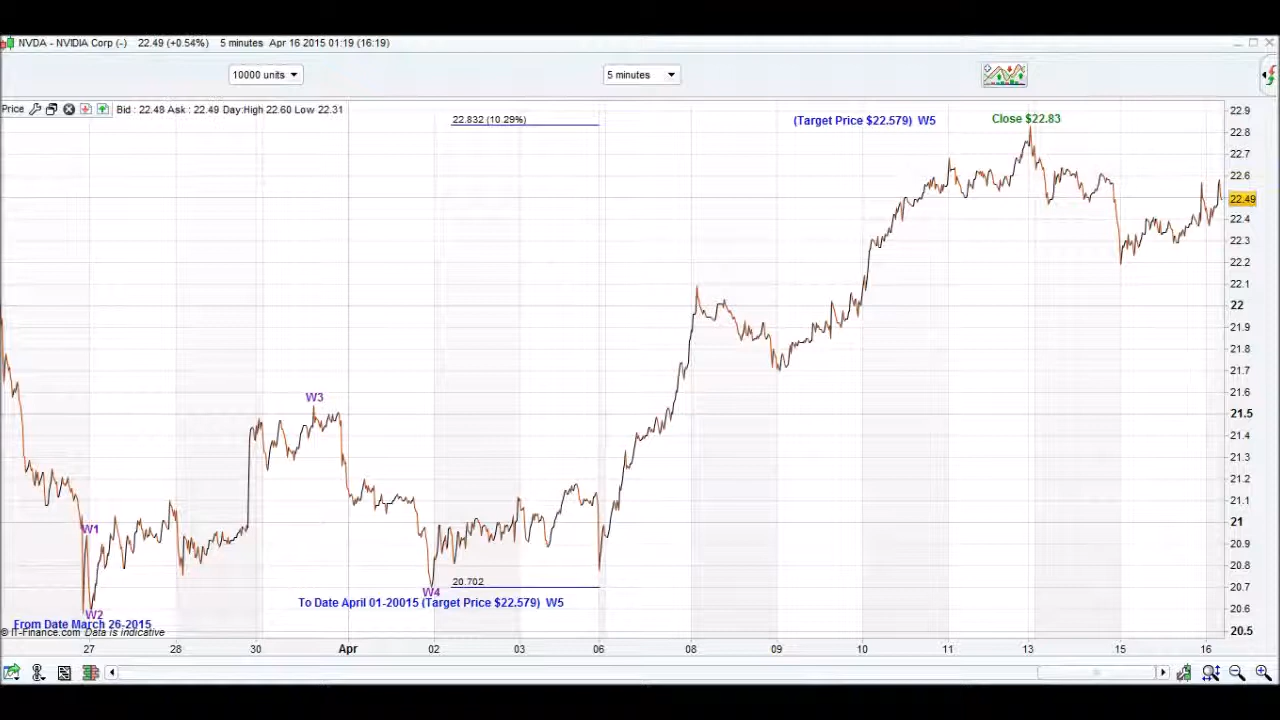 NVDA - NVIDIA Corp (-) 22.49 (+0.54%) 5 minutes Apr 16 2015 01:19 (16:19)
10000 units 5 minutes
Price Bid : 22.48 Ask : 22.49 Day:High 22.60 Low 22.31
22.832 (10.29%)
(Target Price $22.579) W5
Close $22.83
22.9
22.8
22.7
22.6
22.49
22.4
22.3
22.2
22.1
22
21.9
21.8
21.7
21.6
21.5
21.4
21.3
21.2
21.1
21
20.9
20.8
20.7
20.6
20.5
W3
W1
W2
W4
20.702
To Date April 01-20015 (Target Price $22.579) W5
From Date March 26-2015
© IT-Finance.com Data is indicative
27 28 30 Apr 02 03 06 08 09 10 11 13 15 16